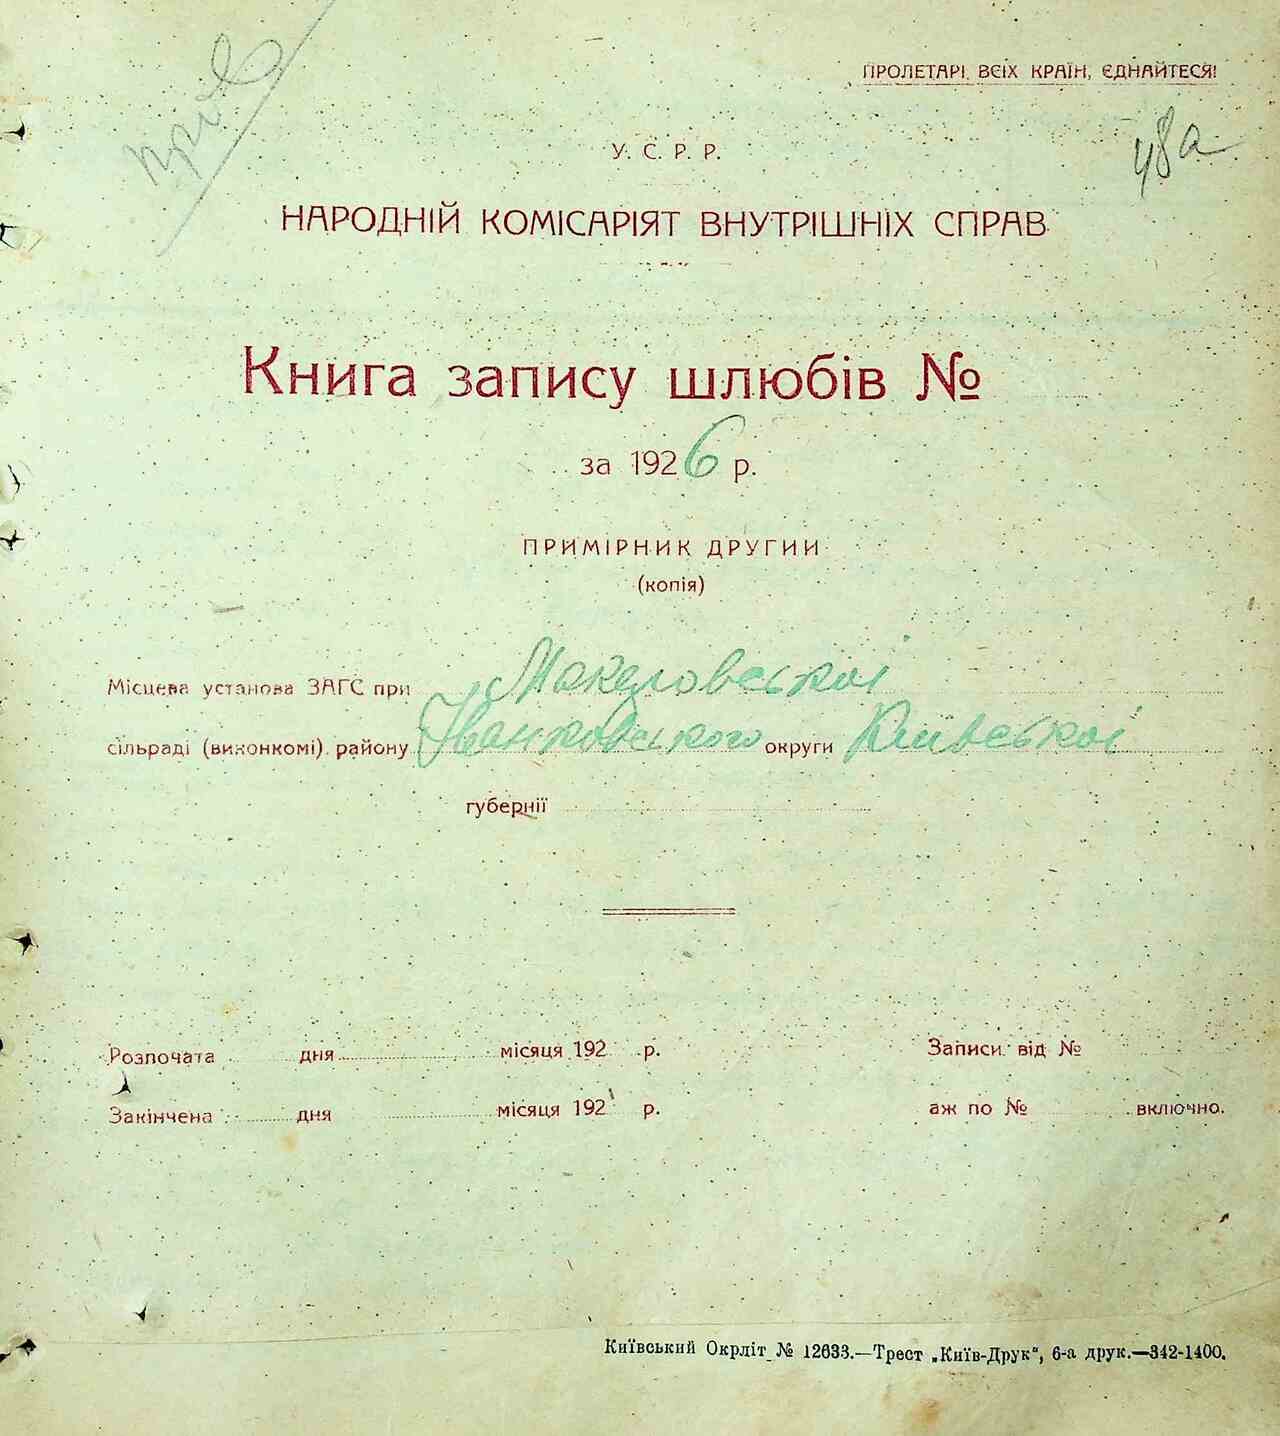 ПРОЛЕТАРІ ВСІХ КРАЇН, ЄДНАЙТЕСЯ!
48а
У. С. Р. Р.
НАРОДНІЙ КОМІСАРІЯТ ВНУТРІШНІХ СПРАВ
Книга запису шлюбів №
за 1926 р.
ПРИМІРНИК ДРУГИЙ
(копія)
Місцева установа ЗАГС при
сільраді (виконкомі) району Іванковського округи Київської
губернії
Розпочата дня місяця 192 р. Записи від №
Закінчена дня місяця 192 р. аж по № включно.
Київський Окрліт № 12633.—Трест „Київ-Друк“, 6-а друк.—342-1400.